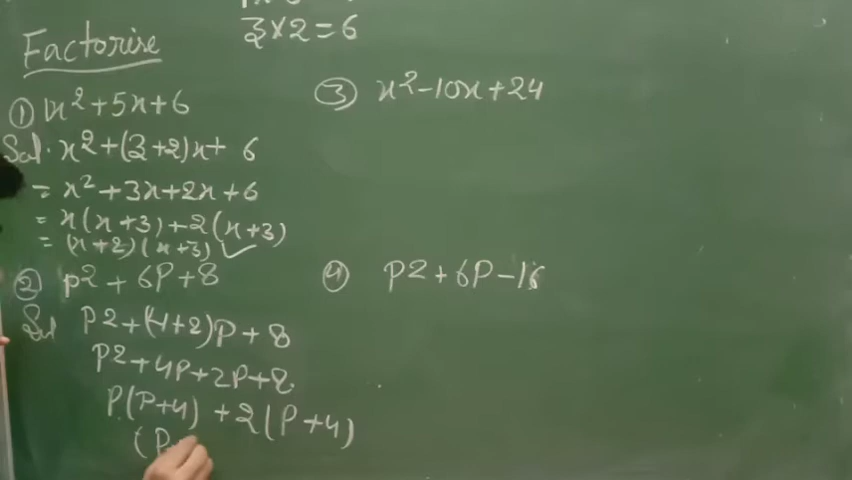 3×2=6
Factorise
① x²+5x+6
Sol. x²+(3+2)x+ 6
= x²+3x+2x+6
= x(x+3)+2(x+3)
= (x+2)(x+3) ✓
② p²+6P+8
Sol P2+(4+2)P+8
P2+4P+2P+8.
P(P+4)+2(P+4)
(P
③ x²-10x+24
④ P2+6P-16